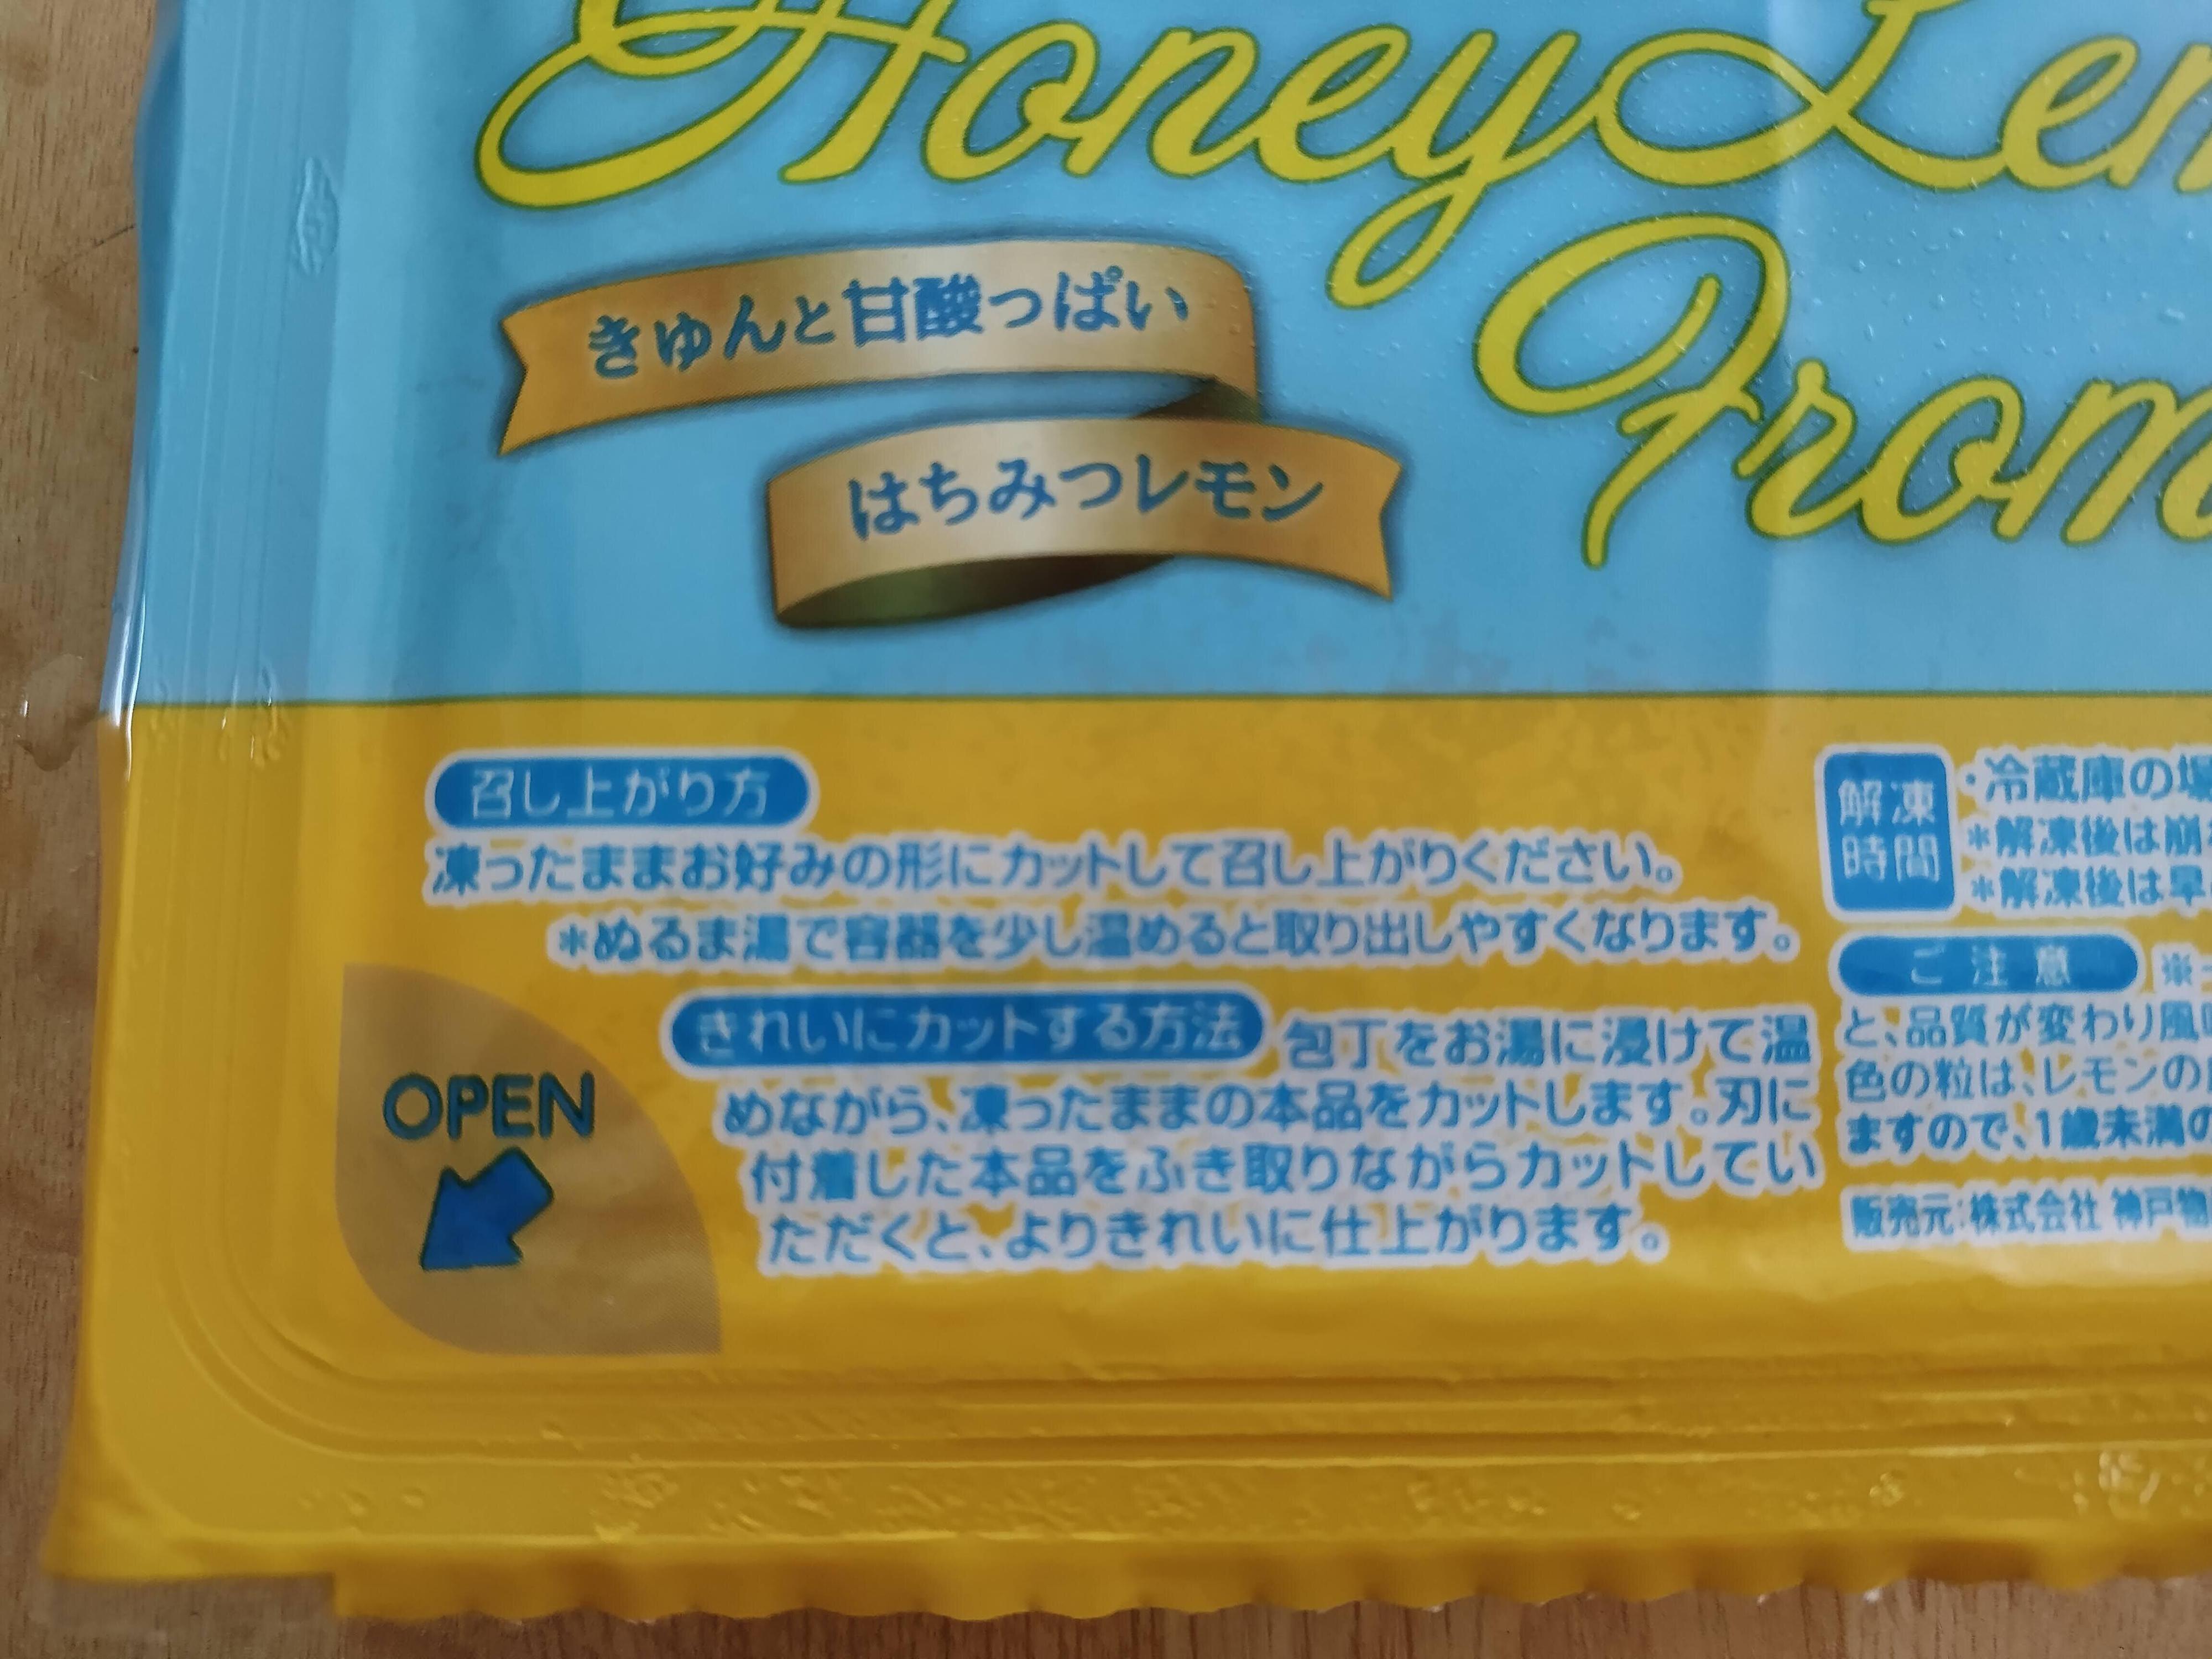 Honey Lem
From
きゅんと甘酸っぱい
はちみつレモン
召し上がり方
凍ったままお好みの形にカットして召し上がりください。
＊ぬるま湯で容器を少し温めると取り出しやすくなります。
きれいにカットする方法 包丁をお湯に浸けて温
めながら、凍ったままの本品をカットします。刃に
付着した本品をふき取りながらカットしてい
ただくと、よりきれいに仕上がります。
OPEN
解凍
時間
・冷蔵庫の場
＊解凍後は崩
＊解凍後は早
ご注意 ※
と、品質が変わり風
色の粒は、レモンの
ますので、1歳未満の
販売元:株式会社 神戸物